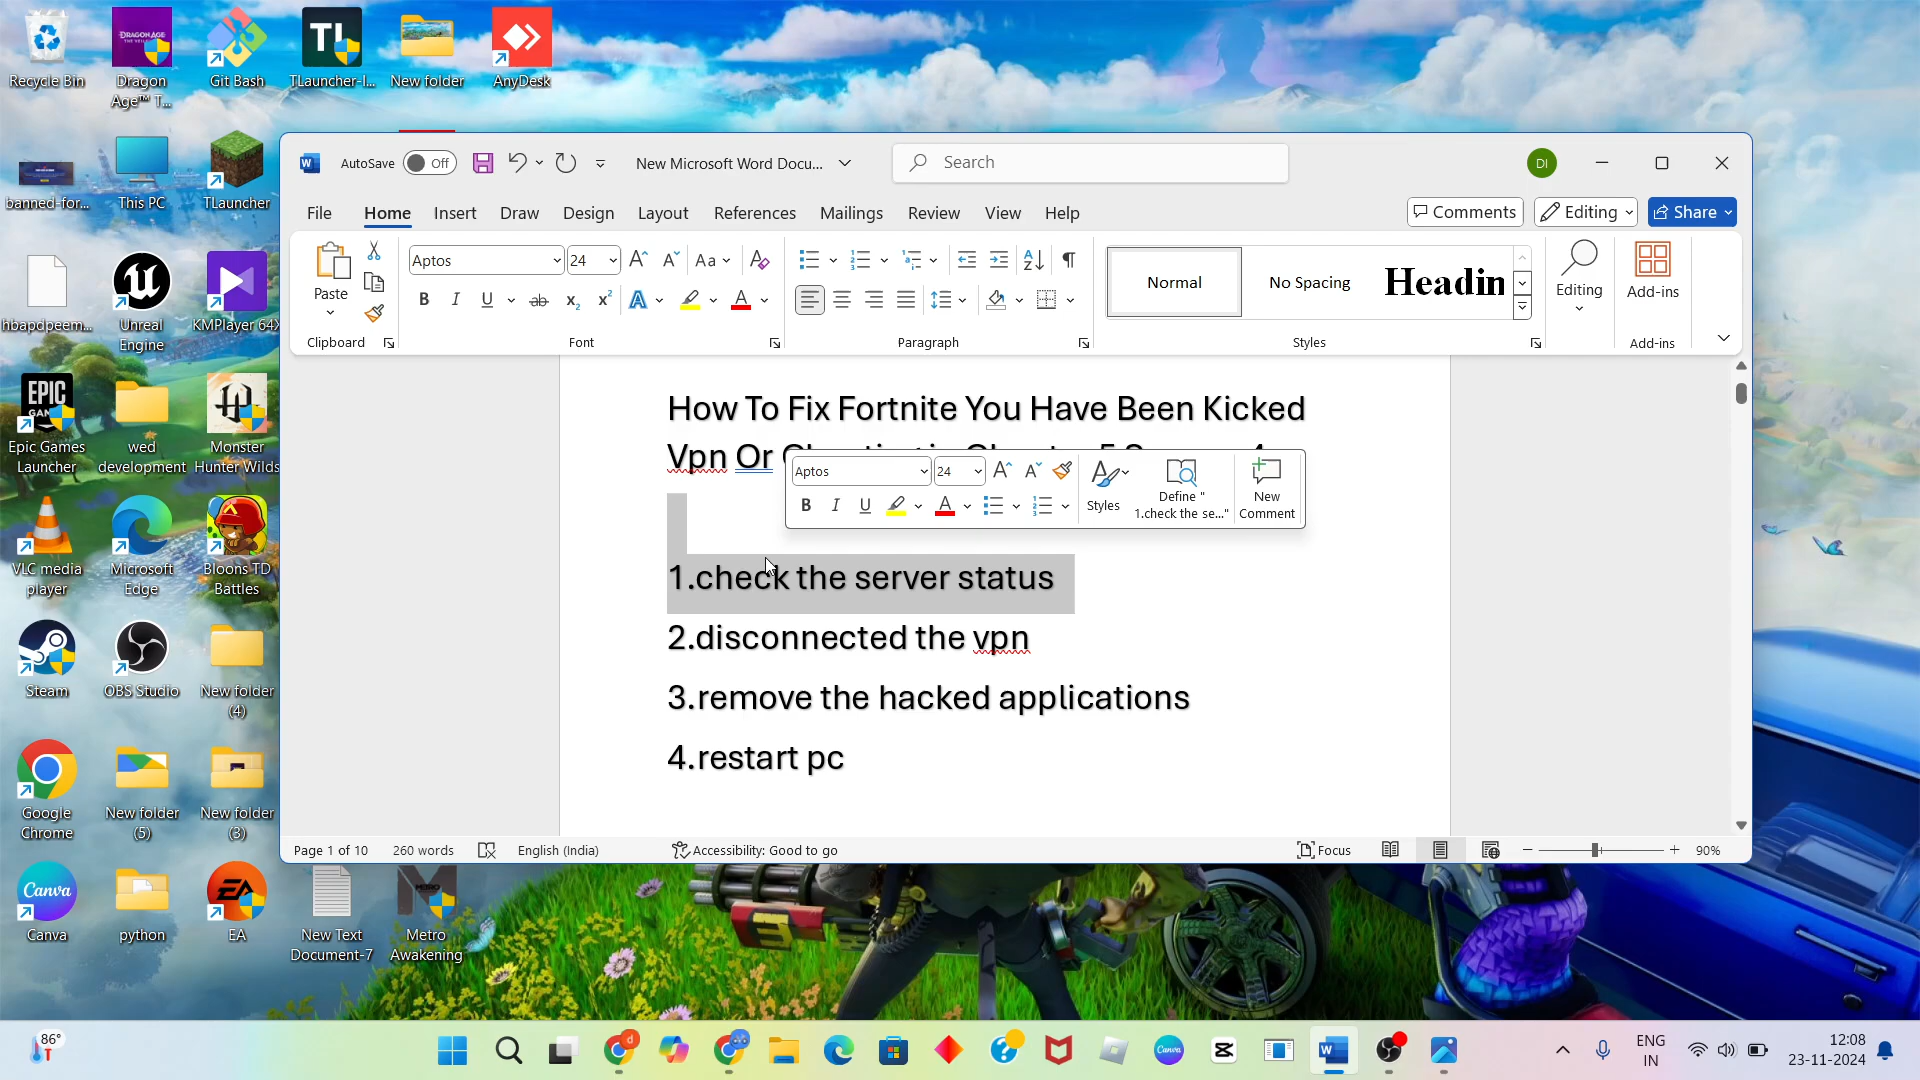 Recycle Bin
Dragon Age™ T...
Git Bash
TLauncher-I...
New folder
AnyDesk
banned-for...
This PC
TLauncher
hbapdpeem...
Unreal Engine
KMPlayer 64X
Epic Games Launcher
wed development
Monster Hunter Wilds
VLC media player
Microsoft Edge
Bloons TD Battles
Steam
OBS Studio
New folder (4)
Google Chrome
New folder (5)
New folder (3)
Canva
python
EA
New Text Document-7
Metro Awakening
AutoSave Off
New Microsoft Word Docu...
Search
DI
File Home Insert Draw Design Layout References Mailings Review View Help
Comments Editing Share
Paste
Clipboard
Aptos 24
Font
Paragraph
Normal
No Spacing
Headin
Styles
Editing
Add-ins
Add-ins
How To Fix Fortnite You Have Been Kicked
Vpn Or
Aptos 24
Styles
Define "1.check the se..."
New Comment
1.check the server status
2.disconnected the vpn
3.remove the hacked applications
4.restart pc
Page 1 of 10 260 words English (India) Accessibility: Good to go Focus 90%
86°
ENG IN
12:08
23-11-2024